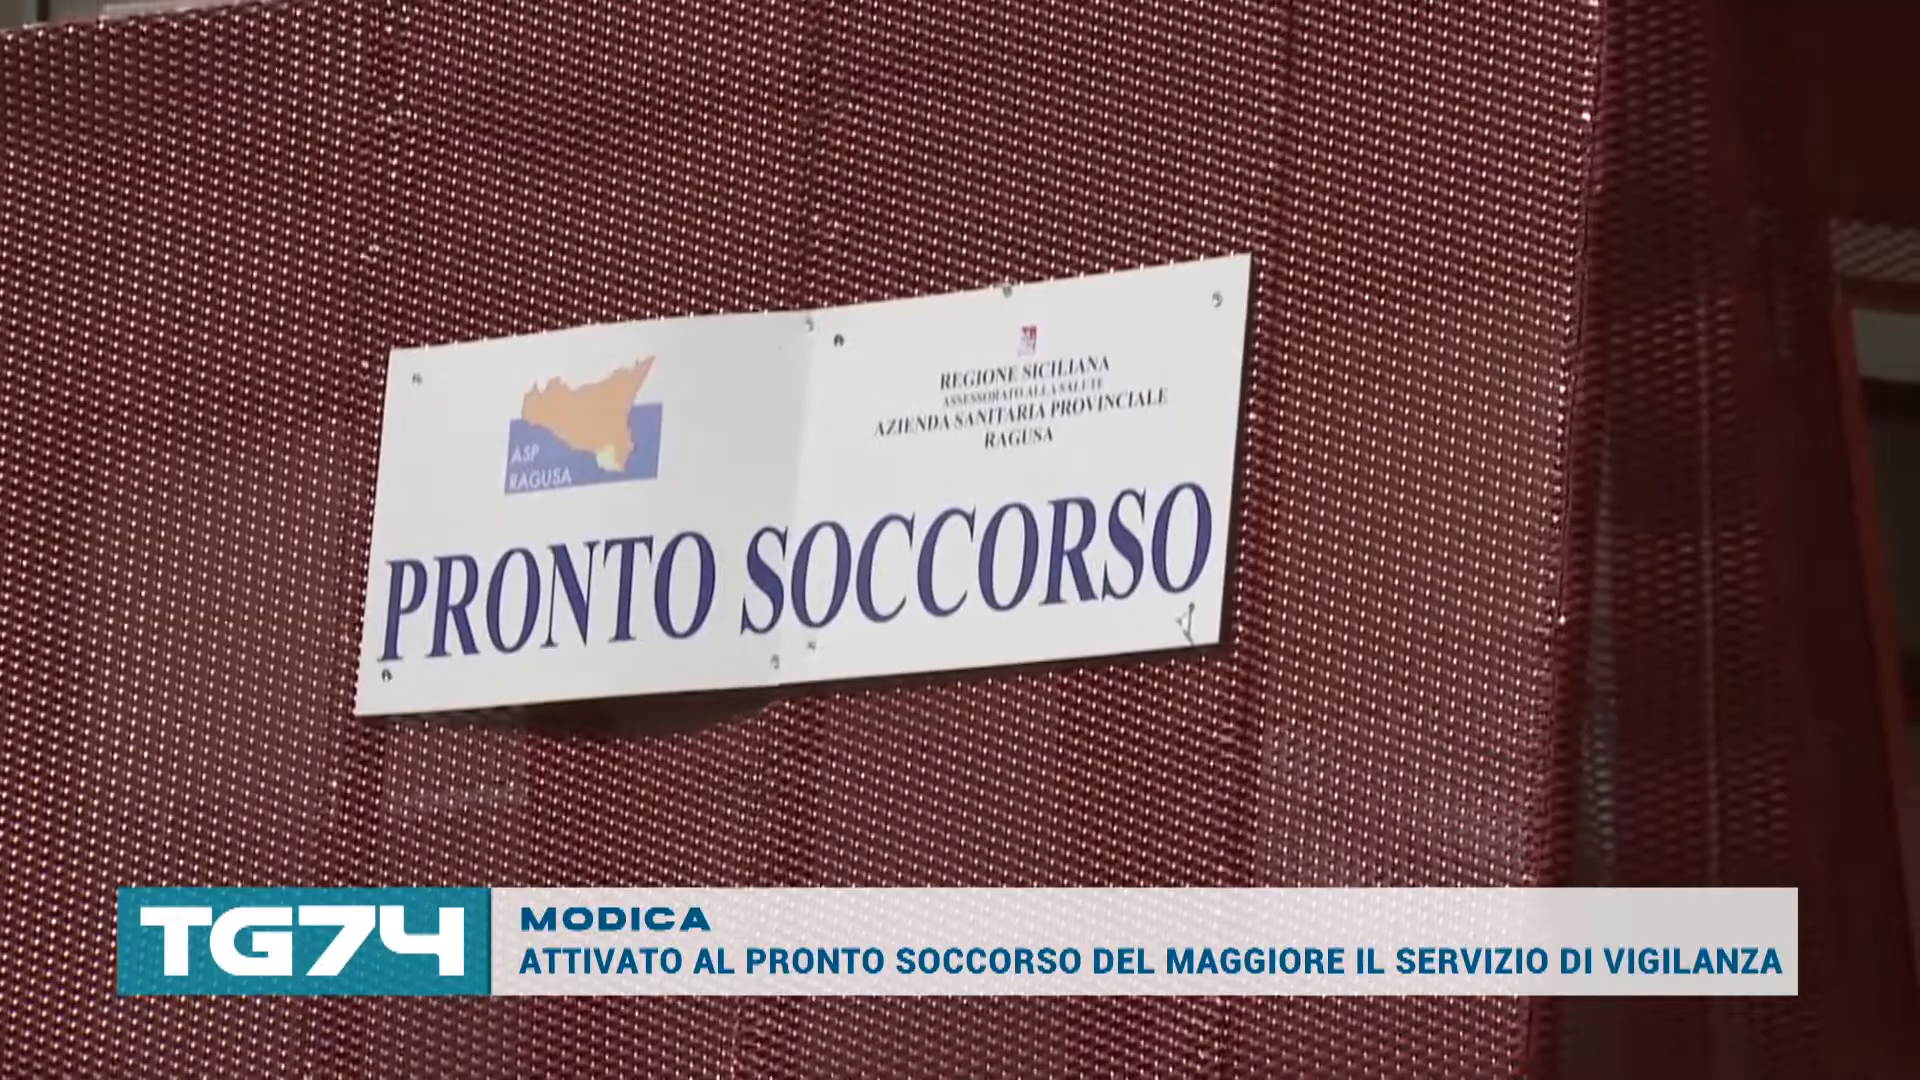 ASP
RAGUSA
REGIONE SICILIANA
ASSESSORATO ALLA SALUTE
AZIENDA SANITARIA PROVINCIALE
RAGUSA
PRONTO SOCCORSO
TG74
MODICA
ATTIVATO AL PRONTO SOCCORSO DEL MAGGIORE IL SERVIZIO DI VIGILANZA